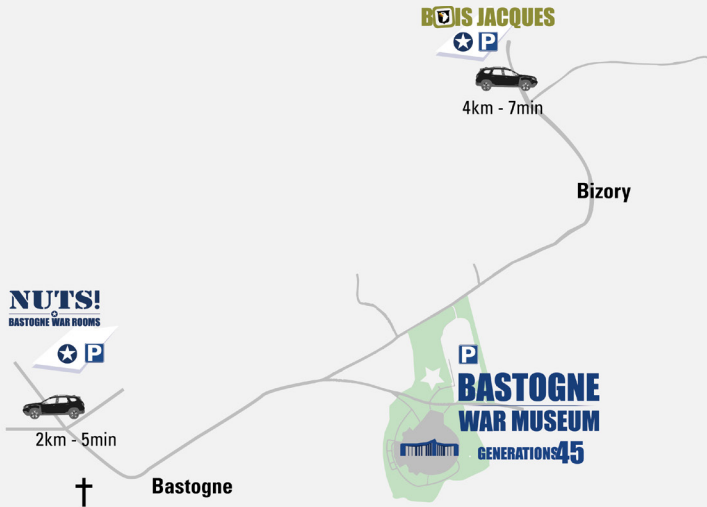 BOIS JACQUES
P
4km - 7min
Bizory
NUTS!
BASTOGNE WAR ROOMS
P
2km - 5min
P
BASTOGNE
WAR MUSEUM
GENERATIONS45
Bastogne